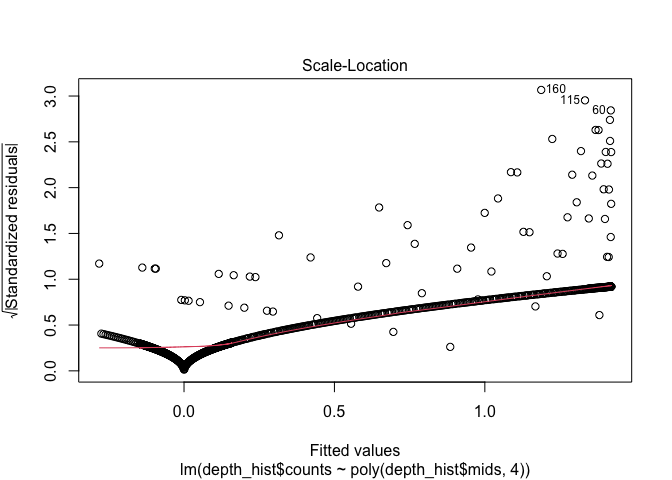 Scale-Location
√|Standardized residuals|
3.0
2.5
2.0
1.5
1.0
0.5
0.0
160
115
60
0.0 0.5 1.0
Fitted values
lm(depth_hist$counts ~ poly(depth_hist$mids, 4))